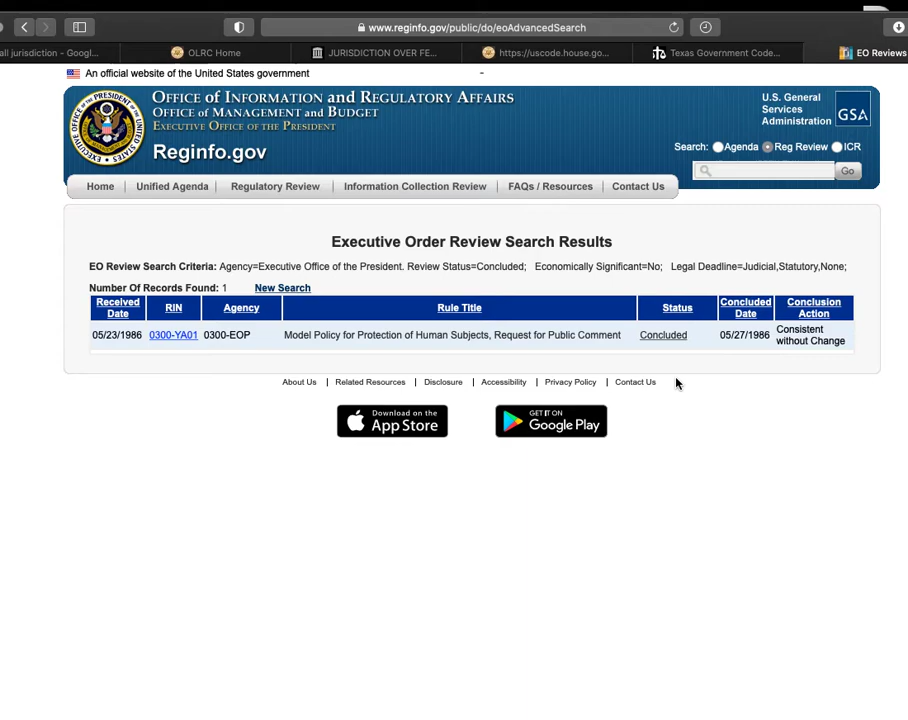 www.reginfo.gov/public/do/eoAdvancedSearch
all jurisdiction - Googl...
OLRC Home
JURISDICTION OVER FE...
https://uscode.house.go...
Texas Government Code...
EO Reviews
An official website of the United States government
OFFICE OF INFORMATION AND REGULATORY AFFAIRS
OFFICE OF MANAGEMENT AND BUDGET
EXECUTIVE OFFICE OF THE PRESIDENT
Reginfo.gov
U.S. General
Services
Administration
GSA
Search: Agenda Reg Review ICR
Go
Home
Unified Agenda
Regulatory Review
Information Collection Review
FAQs / Resources
Contact Us
Executive Order Review Search Results
EO Review Search Criteria: Agency=Executive Office of the President. Review Status=Concluded; Economically Significant=No; Legal Deadline=Judicial,Statutory,None;
Number Of Records Found: 1 New Search
Received Date RIN Agency Rule Title Status Concluded Date Conclusion Action
05/23/1986 0300-YA01 0300-EOP Model Policy for Protection of Human Subjects, Request for Public Comment Concluded 05/27/1986 Consistent without Change
About Us | Related Resources | Disclosure | Accessibility | Privacy Policy | Contact Us
Download on the
App Store
GET IT ON
Google Play